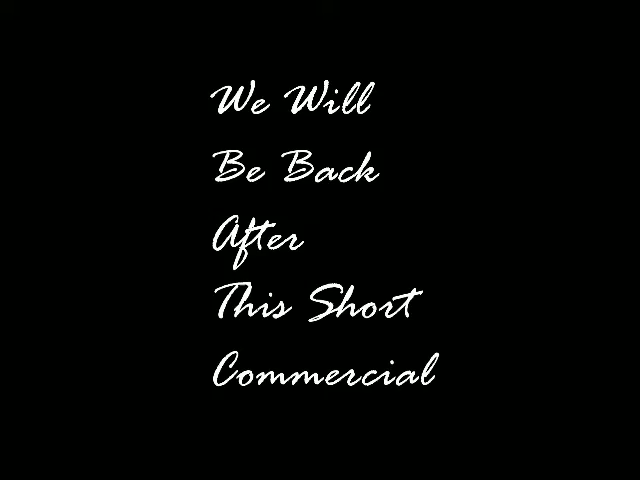 We Will
Be Back
After
This Short
Commercial